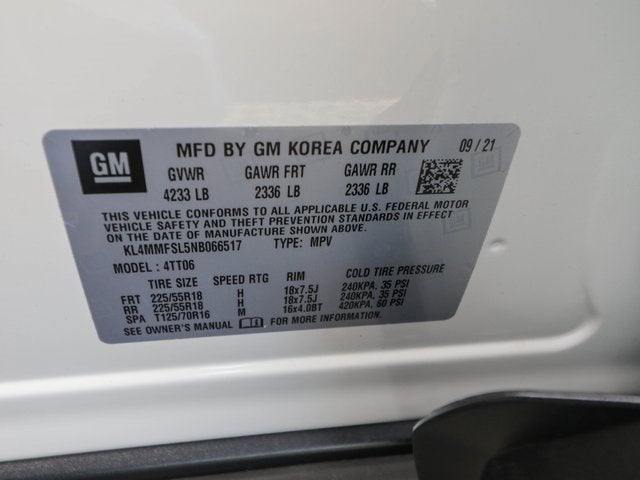 GM
MFD BY GM KOREA COMPANY 09 / 21
GVWR GAWR FRT GAWR RR
4233 LB 2336 LB 2336 LB
THIS VEHICLE CONFORMS TO ALL APPLICABLE U.S. FEDERAL MOTOR
VEHICLE SAFETY AND THEFT PREVENTION STANDARDS IN EFFECT
ON THE DATE OF MANUFACTURE SHOWN ABOVE.
KL4MMFSL5NB066517 TYPE: MPV
MODEL : 4TT06
TIRE SIZE SPEED RTG RIM COLD TIRE PRESSURE
FRT 225/55R18 H 18x7.5J 240KPA, 35 PSI
RR 225/55R18 H 18x7.5J 240KPA, 35 PSI
SPA T125/70R16 M 16x4.0BT 420KPA, 60 PSI
SEE OWNER'S MANUAL FOR MORE INFORMATION.